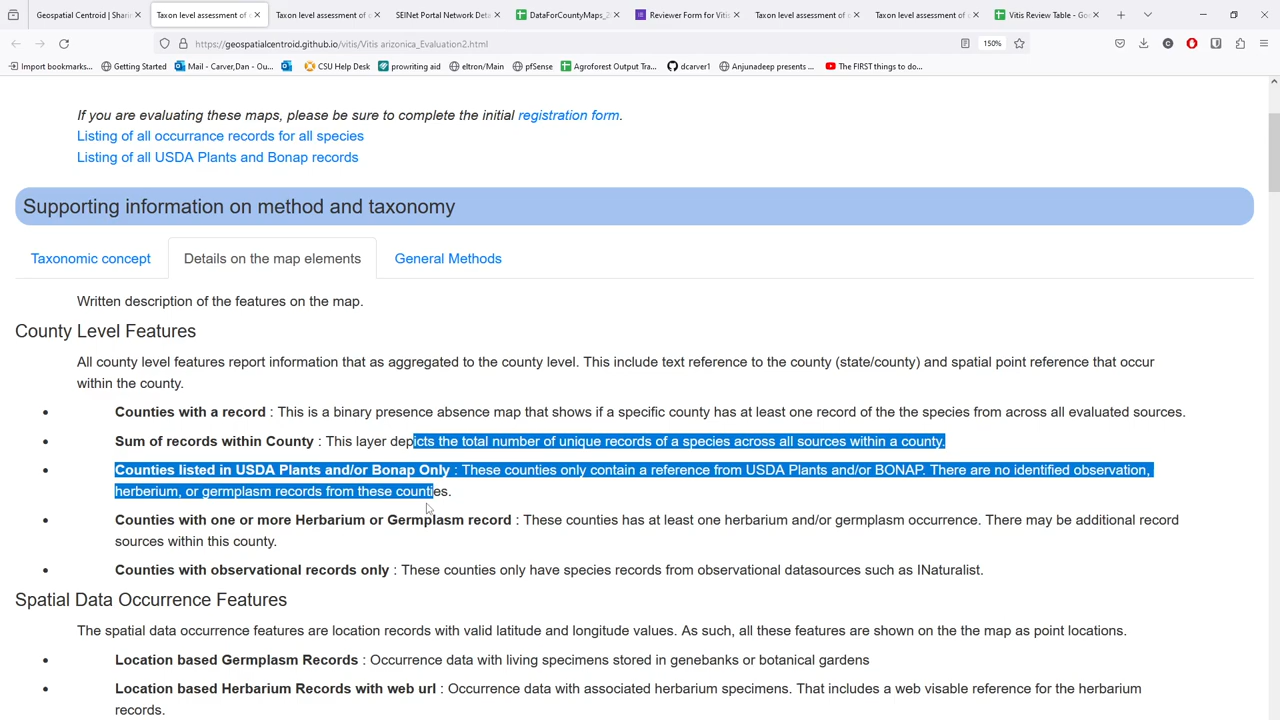 Geospatial Centroid | Sharin
Taxon level assessment of
Taxon level assessment of c
SEINet Portal Network Deta
DataForCountyMaps_2
Reviewer Form for Vitis
Taxon level assessment of c
Taxon level assessment of s
Vitis Review Table - Goo
https://geospatialcentroid.github.io/vitis/Vitis arizonica_Evaluation2.html
150%
Import bookmarks...
Getting Started
Mail - Carver,Dan - Ou...
CSU Help Desk
prowriting aid
eltron/Main
pfSense
Agroforest Output Tra...
dcarver1
Anjunadeep presents ...
The FIRST things to do...
If you are evaluating these maps, please be sure to complete the initial registration form.
Listing of all occurrance records for all species
Listing of all USDA Plants and Bonap records
Supporting information on method and taxonomy
Taxonomic concept
Details on the map elements
General Methods
Written description of the features on the map.
County Level Features
All county level features report information that as aggregated to the county level. This include text reference to the county (state/county) and spatial point reference that occur
within the county.
Counties with a record : This is a binary presence absence map that shows if a specific county has at least one record of the the species from across all evaluated sources.
Sum of records within County : This layer depicts the total number of unique records of a species across all sources within a county.
Counties listed in USDA Plants and/or Bonap Only : These counties only contain a reference from USDA Plants and/or BONAP. There are no identified observation,
herberium, or germplasm records from these counties.
Counties with one or more Herbarium or Germplasm record : These counties has at least one herbarium and/or germplasm occurrence. There may be additional record
sources within this county.
Counties with observational records only : These counties only have species records from observational datasources such as INaturalist.
Spatial Data Occurrence Features
The spatial data occurrence features are location records with valid latitude and longitude values. As such, all these features are shown on the the map as point locations.
Location based Germplasm Records : Occurrence data with living specimens stored in genebanks or botanical gardens
Location based Herbarium Records with web url : Occurrence data with associated herbarium specimens. That includes a web visable reference for the herbarium
records.